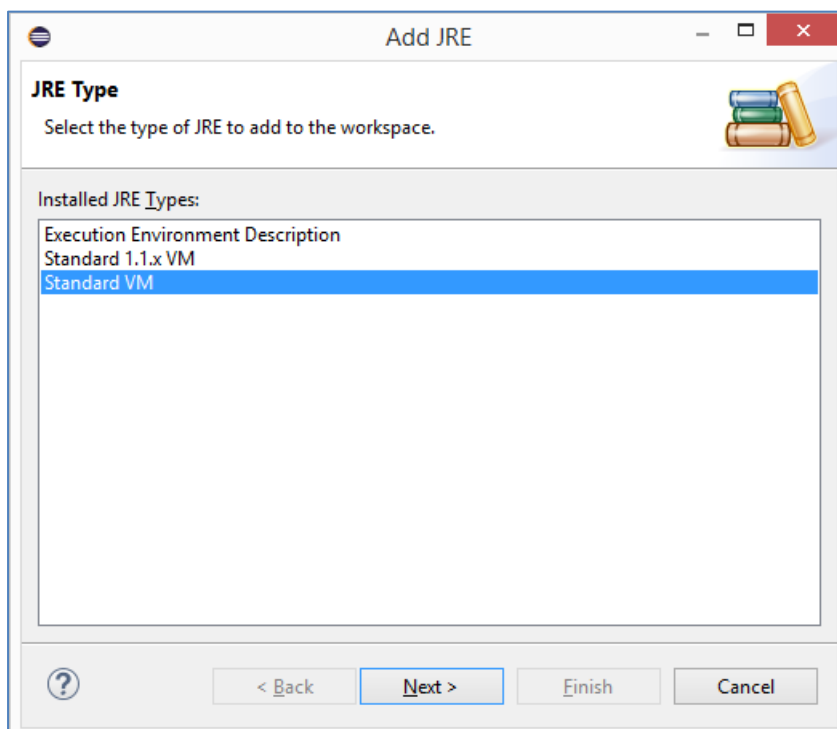 Add JRE
JRE Type
Select the type of JRE to add to the workspace.
Installed JRE Types:
Execution Environment Description
Standard 1.1.x VM
Standard VM
?
< Back
Next >
Finish
Cancel